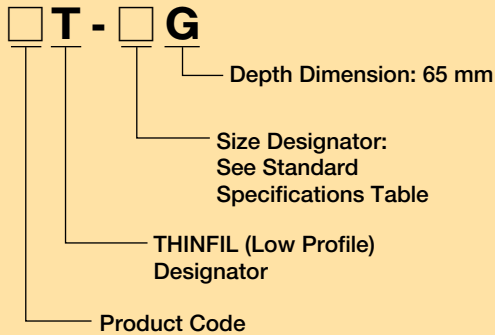 □ T - □ G
Depth Dimension: 65 mm
Size Designator:
See Standard
Specifications Table
THINFIL (Low Profile)
Designator
Product Code